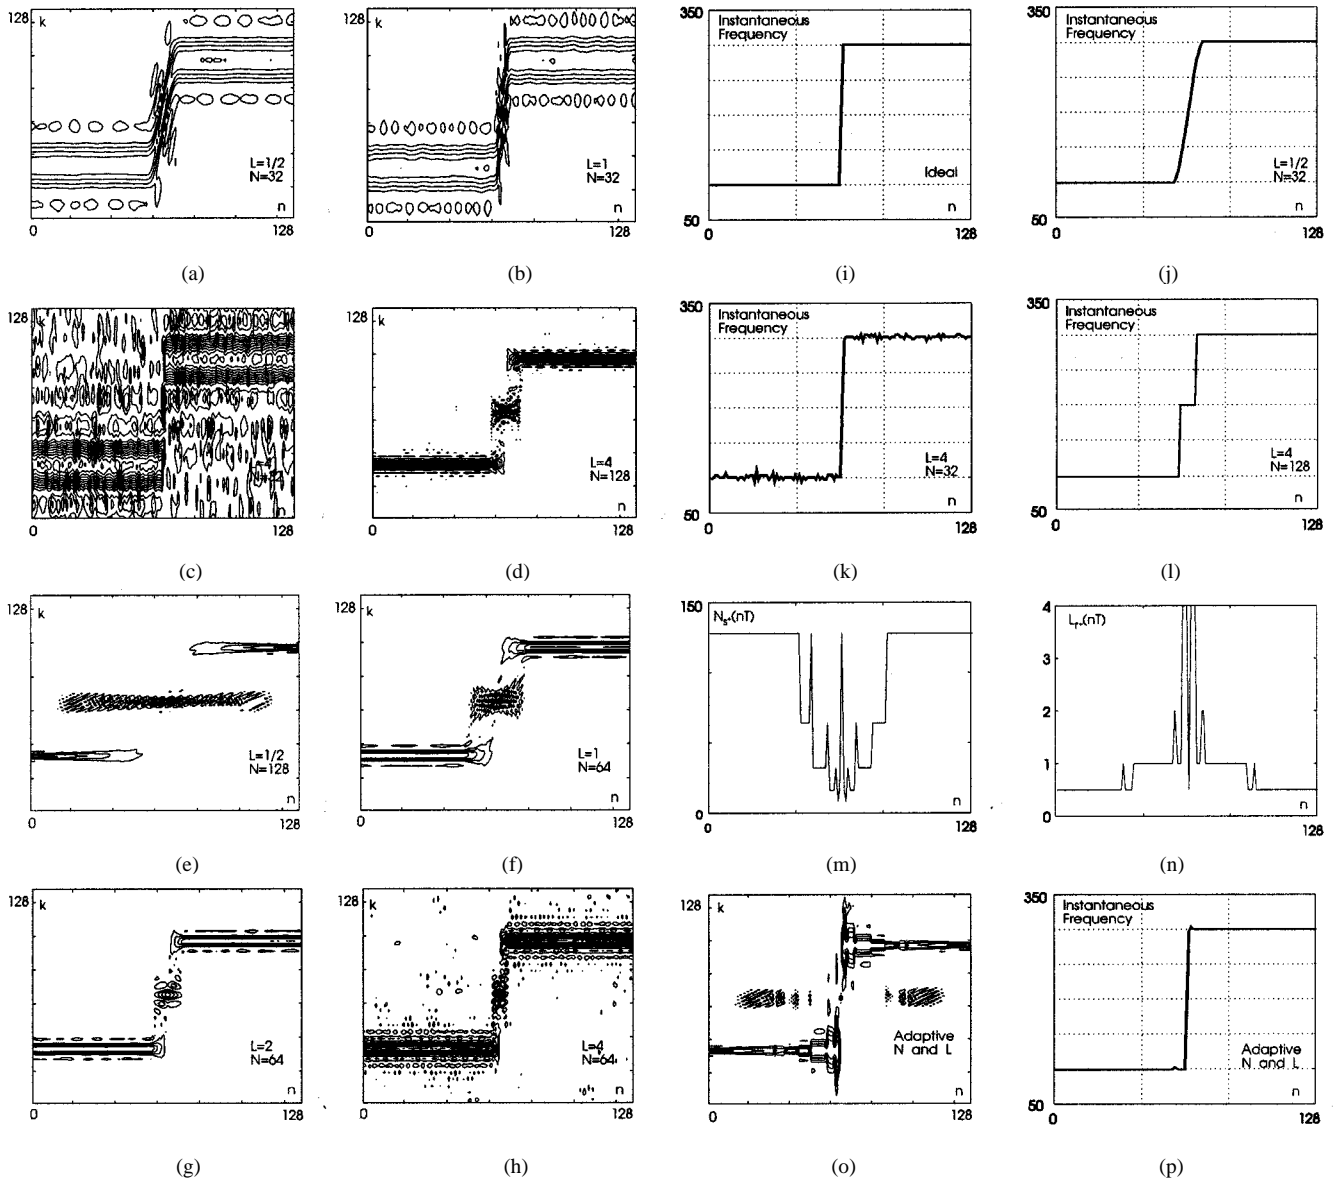 128
k
L=1/2
N=32
n
0
128
(a)
128
k
L=1
N=32
n
0
128
(b)
350
Instantaneous
Frequency
Ideal
n
50
0
128
(i)
350
Instantaneous
Frequency
L=1/2
N=32
n
50
0
128
(j)
128
k
n
0
128
(c)
128
k
L=4
N=128
n
0
128
(d)
350
Instantaneous
Frequency
L=4
N=32
n
50
0
128
(k)
350
Instantaneous
Frequency
L=4
N=128
n
50
0
128
(l)
128
k
L=1/2
N=128
n
0
128
(e)
128
k
L=1
N=64
n
0
128
(f)
150
Ns+(nT)
n
0
0
128
(m)
4
Lr+(nT)
3
2
1
n
0
0
128
(n)
128
k
L=2
N=64
n
0
128
(g)
128
k
L=4
N=64
n
0
128
(h)
128
k
Adaptive
N and L
n
0
128
(o)
350
Instantaneous
Frequency
Adaptive
N and L
n
50
0
128
(p)